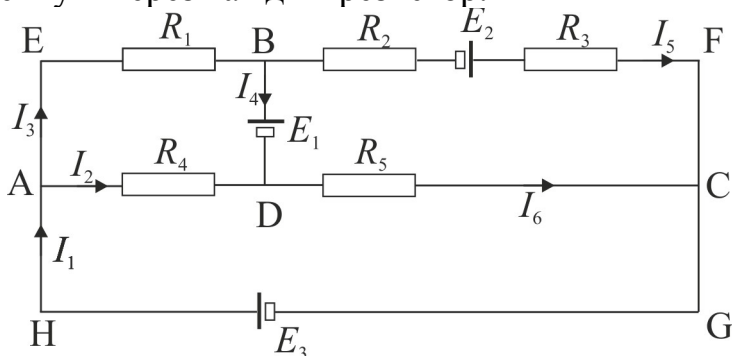 E R₁ B R₂ E₂ R₃ I₅ F
I₄
I₃ E₁
A I₂ R₄ R₅ C
D I₆
I₁
H E₃ G